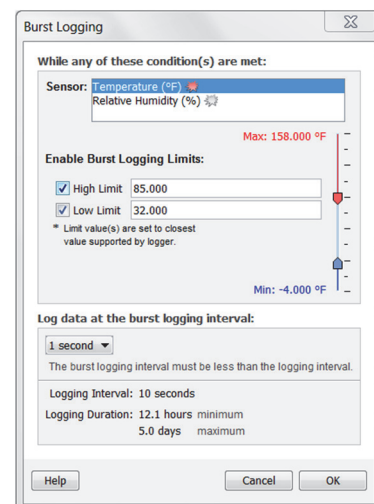 Burst Logging
While any of these condition(s) are met:
Sensor: Temperature (°F)
Relative Humidity (%)
Max: 158.000 °F
Enable Burst Logging Limits:
High Limit 85.000
Low Limit 32.000
* Limit value(s) are set to closest
value supported by logger.
Min: -4.000 °F
Log data at the burst logging interval:
1 second
The burst logging interval must be less than the logging interval.
Logging Interval: 10 seconds
Logging Duration: 12.1 hours minimum
5.0 days maximum
Help Cancel OK